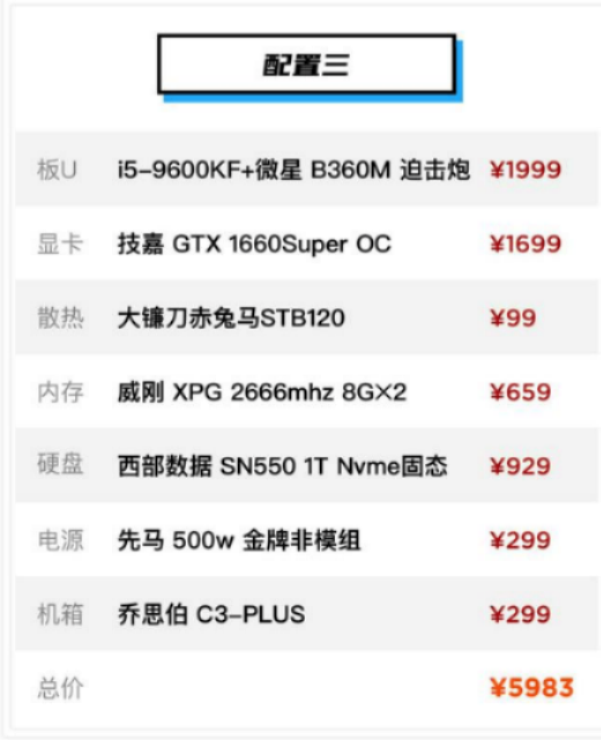 配置三
板U i5-9600KF+微星 B360M 迫击炮 ¥1999
显卡 技嘉 GTX 1660Super OC ¥1699
散热 大镰刀赤兔马STB120 ¥99
内存 威刚 XPG 2666mhz 8G×2 ¥659
硬盘 西部数据 SN550 1T Nvme固态 ¥929
电源 先马 500w 金牌非模组 ¥299
机箱 乔思伯 C3-PLUS ¥299
总价 ¥5983